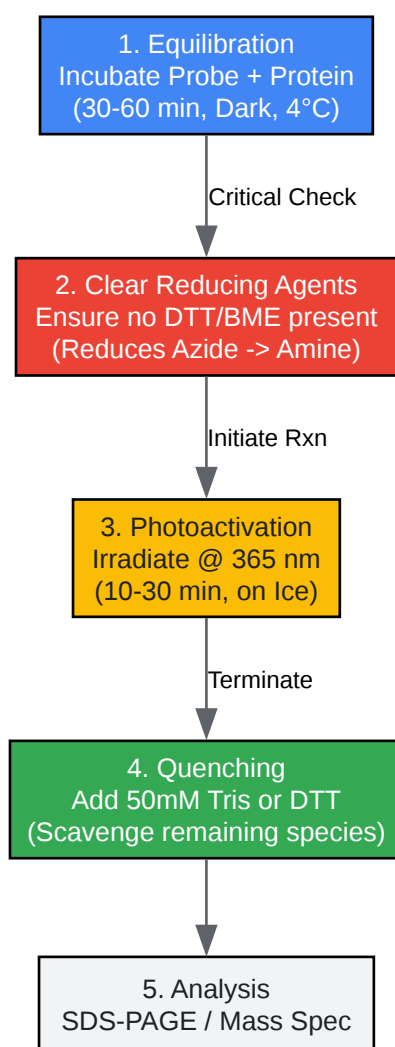 1. Equilibration
Incubate Probe + Protein
(30-60 min, Dark, 4°C)
Critical Check
2. Clear Reducing Agents
Ensure no DTT/BME present
(Reduces Azide -> Amine)
Initiate Rxn
3. Photoactivation
Irradiate @ 365 nm
(10-30 min, on Ice)
Terminate
4. Quenching
Add 50mM Tris or DTT
(Scavenge remaining species)
5. Analysis
SDS-PAGE / Mass Spec